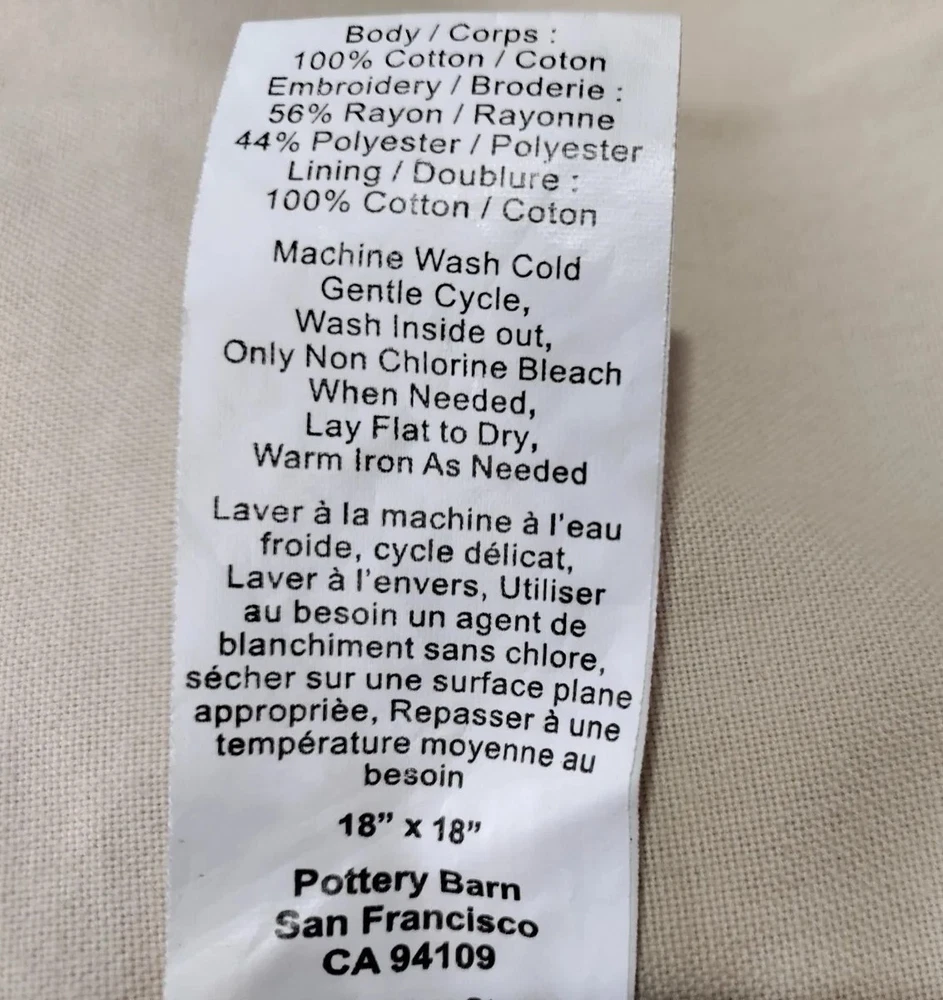 Body / Corps :
100% Cotton / Coton
Embroidery / Broderie :
56% Rayon / Rayonne
44% Polyester / Polyester
Lining / Doublure :
100% Cotton / Coton
Machine Wash Cold
Gentle Cycle,
Wash Inside out,
Only Non Chlorine Bleach
When Needed,
Lay Flat to Dry,
Warm Iron As Needed
Laver à la machine à l'eau
froide, cycle délicat,
Laver à l'envers, Utiliser
au besoin un agent de
blanchiment sans chlore,
sécher sur une surface plane
approprièe, Repasser à une
température moyenne au
besoin
18” x 18”
Pottery Barn
San Francisco
CA 94109